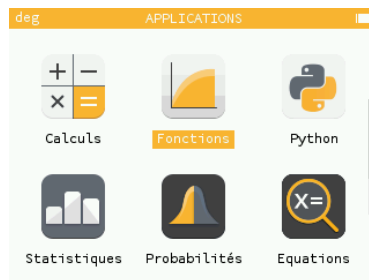 deg APPLICATIONS
Calculs Fonctions Python
X=
Statistiques Probabilités Equations